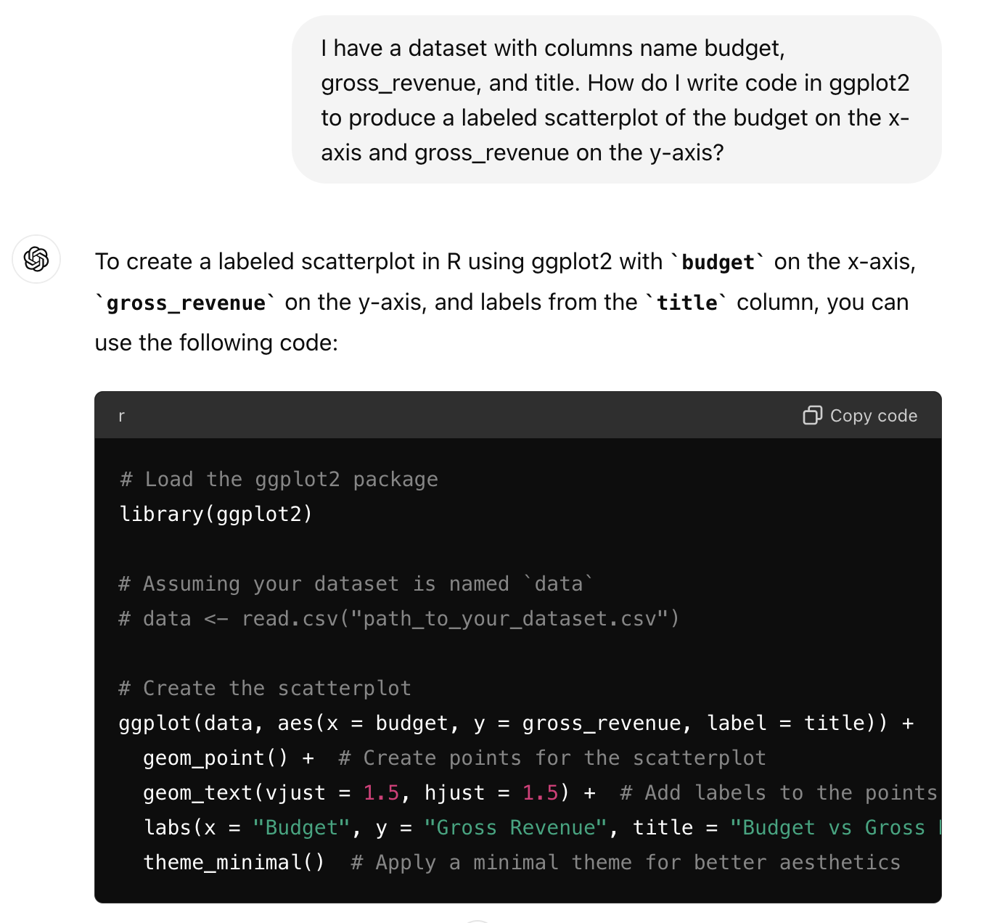 I have a dataset with columns name budget,
gross_revenue, and title. How do I write code in ggplot2
to produce a labeled scatterplot of the budget on the x-
axis and gross_revenue on the y-axis?
To create a labeled scatterplot in R using ggplot2 with `budget` on the x-axis,
`gross_revenue` on the y-axis, and labels from the `title` column, you can
use the following code:
r
Copy code
# Load the ggplot2 package
library(ggplot2)
# Assuming your dataset is named `data`
# data <- read.csv("path_to_your_dataset.csv")
# Create the scatterplot
ggplot(data, aes(x = budget, y = gross_revenue, label = title)) +
geom_point() +  # Create points for the scatterplot
geom_text(vjust = 1.5, hjust = 1.5) +  # Add labels to the points
labs(x = "Budget", y = "Gross Revenue", title = "Budget vs Gross
theme_minimal()  # Apply a minimal theme for better aesthetics